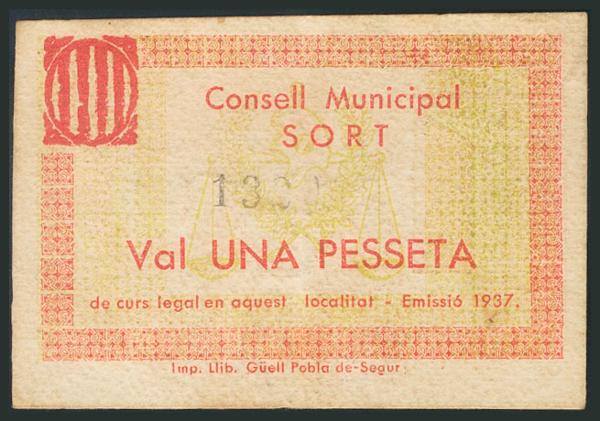 Consell Municipal
SORT
Val UNA PESSETA
de curs legal en aquest localitat - Emissió 1937.
Imp. Llib. Güell Pobla de-Segur